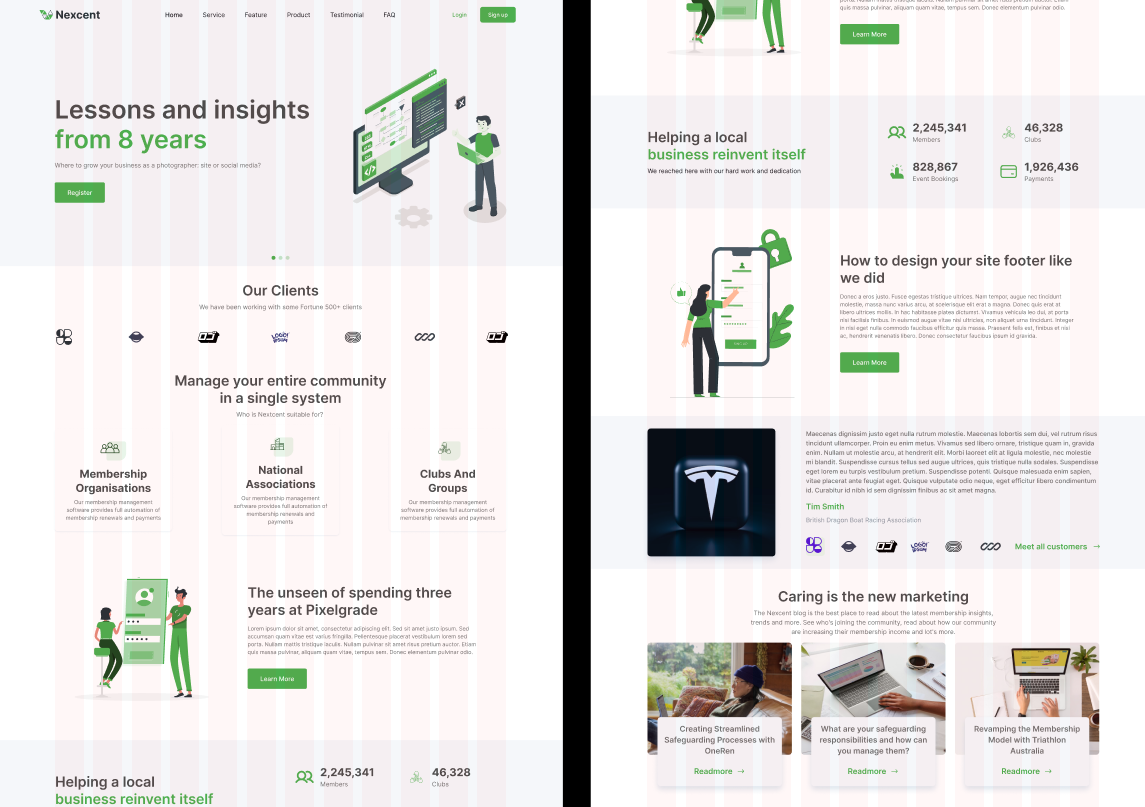 Nexcent
Home Service Feature Product Testimonial FAQ Login Sign up
Lessons and insights
from 8 years
Where to grow your business as a photographer: site or social media?
Register
Our Clients
We have been working with some Fortune 500+ clients
Manage your entire community
in a single system
Who is Nextcent suitable for?
Membership
Organisations
Our membership management
software provides full automation of
membership renewals and payments
National
Associations
Our membership management
software provides full automation of
membership renewals and
payments
Clubs And
Groups
Our membership management
software provides full automation of
membership renewals and payments
The unseen of spending three
years at Pixelgrade
Lorem ipsum dolor sit amet, consectetur adipiscing elit. Sed sit amet justo ipsum. Sed
accumsan quam vitae est varius fringilla. Pellentesque placerat vestibulum lorem sed
porta. Nullam mattis tristique iaculis. Nullam pulvinar sit amet risus pretium auctor. Etiam
quis massa pulvinar, aliquam quam vitae, tempus sem. Donec elementum pulvinar odio.
Learn More
Helping a local
business reinvent itself
2,245,341
Members
46,328
Clubs
quis massa pulvinar, aliquam quam vitae, tempus sem. Donec elementum pulvinar odio.
Learn More
Helping a local
business reinvent itself
We reached here with our hard work and dedication
2,245,341
Members
46,328
Clubs
828,867
Event Bookings
1,926,436
Payments
How to design your site footer like
we did
Donec a eros justo. Fusce egestas tristique ultrices. Nam tempor, augue nec tincidunt
molestie, massa nunc varius arcu, at scelerisque elit erat a magna. Donec quis erat at
libero ultrices mollis. In hac habitasse platea dictumst. Vivamus vehicula leo dui, at porta
nisi facilisis finibus. In euismod augue vitae nisi ultricies, non aliquet urna tincidunt. Integer
in nisi eget nulla commodo faucibus efficitur quis massa. Praesent felis est, finibus et nisi
ac, hendrerit venenatis libero. Donec consectetur faucibus ipsum id gravida.
Learn More
Maecenas dignissim justo eget nulla rutrum molestie. Maecenas lobortis sem dui, vel rutrum risus
tincidunt ullamcorper. Proin eu enim metus. Vivamus sed libero ornare, tristique quam in, gravida
enim. Nullam ut molestie arcu, at hendrerit elit. Morbi laoreet elit at ligula molestie, nec molestie
mi blandit. Suspendisse cursus tellus sed augue ultrices, quis tristique nulla sodales. Suspendisse
eget lorem eu turpis vestibulum pretium. Suspendisse potenti. Quisque malesuada enim sapien,
vitae placerat ante feugiat eget. Quisque vulputate odio neque, eget efficitur libero condimentum
id. Curabitur id nibh id sem dignissim finibus ac sit amet magna.
Tim Smith
British Dragon Boat Racing Association
Meet all customers →
Caring is the new marketing
The Nexcent blog is the best place to read about the latest membership insights,
trends and more. See who's joining the community, read about how our community
are increasing their membership income and lot's more.
Creating Streamlined
Safeguarding Processes with
OneRen
Readmore →
What are your safeguarding
responsibilities and how can
you manage them?
Readmore →
Revamping the Membership
Model with Triathlon
Australia
Readmore →